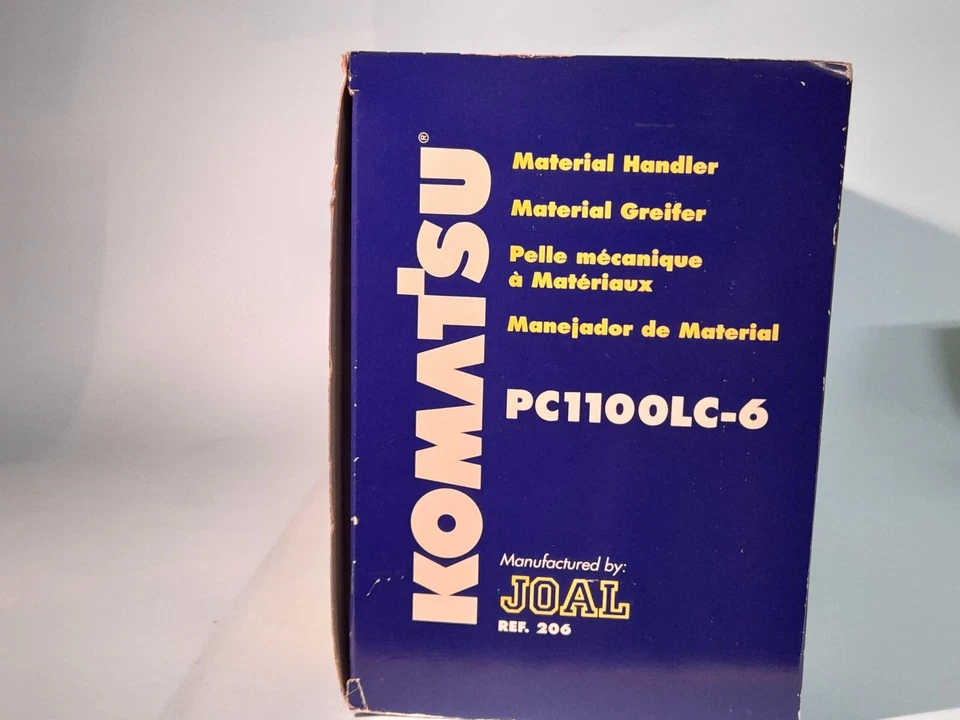 KOMATSU®
Material Handler
Material Greifer
Pelle mécanique
à Matériaux
Manejador de Material
PC1100LC-6
Manufactured by:
JOAL
REF. 206